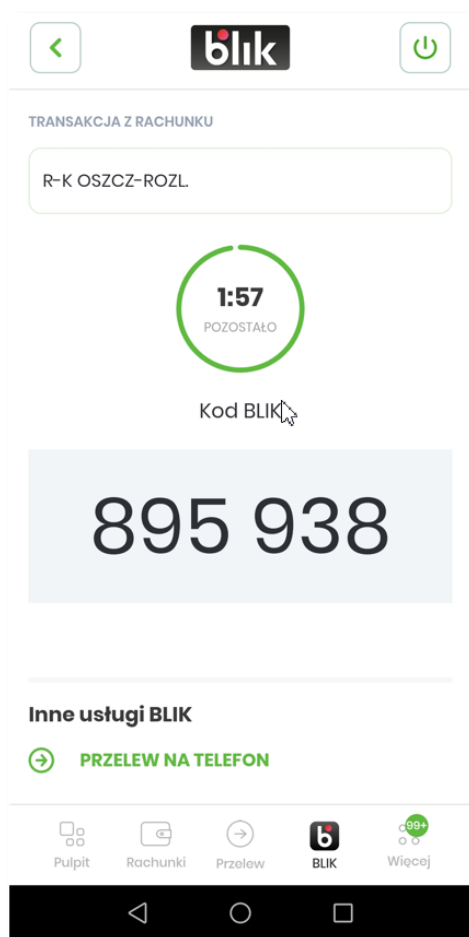 blik
TRANSAKCJA Z RACHUNKU
R-K OSZCZ-ROZL.
1:57
POZOSTAŁO
Kod BLIK
895 938
Inne usługi BLIK
PRZELEW NA TELEFON
99+
Pulpit Rachunki Przelew BLIK Więcej